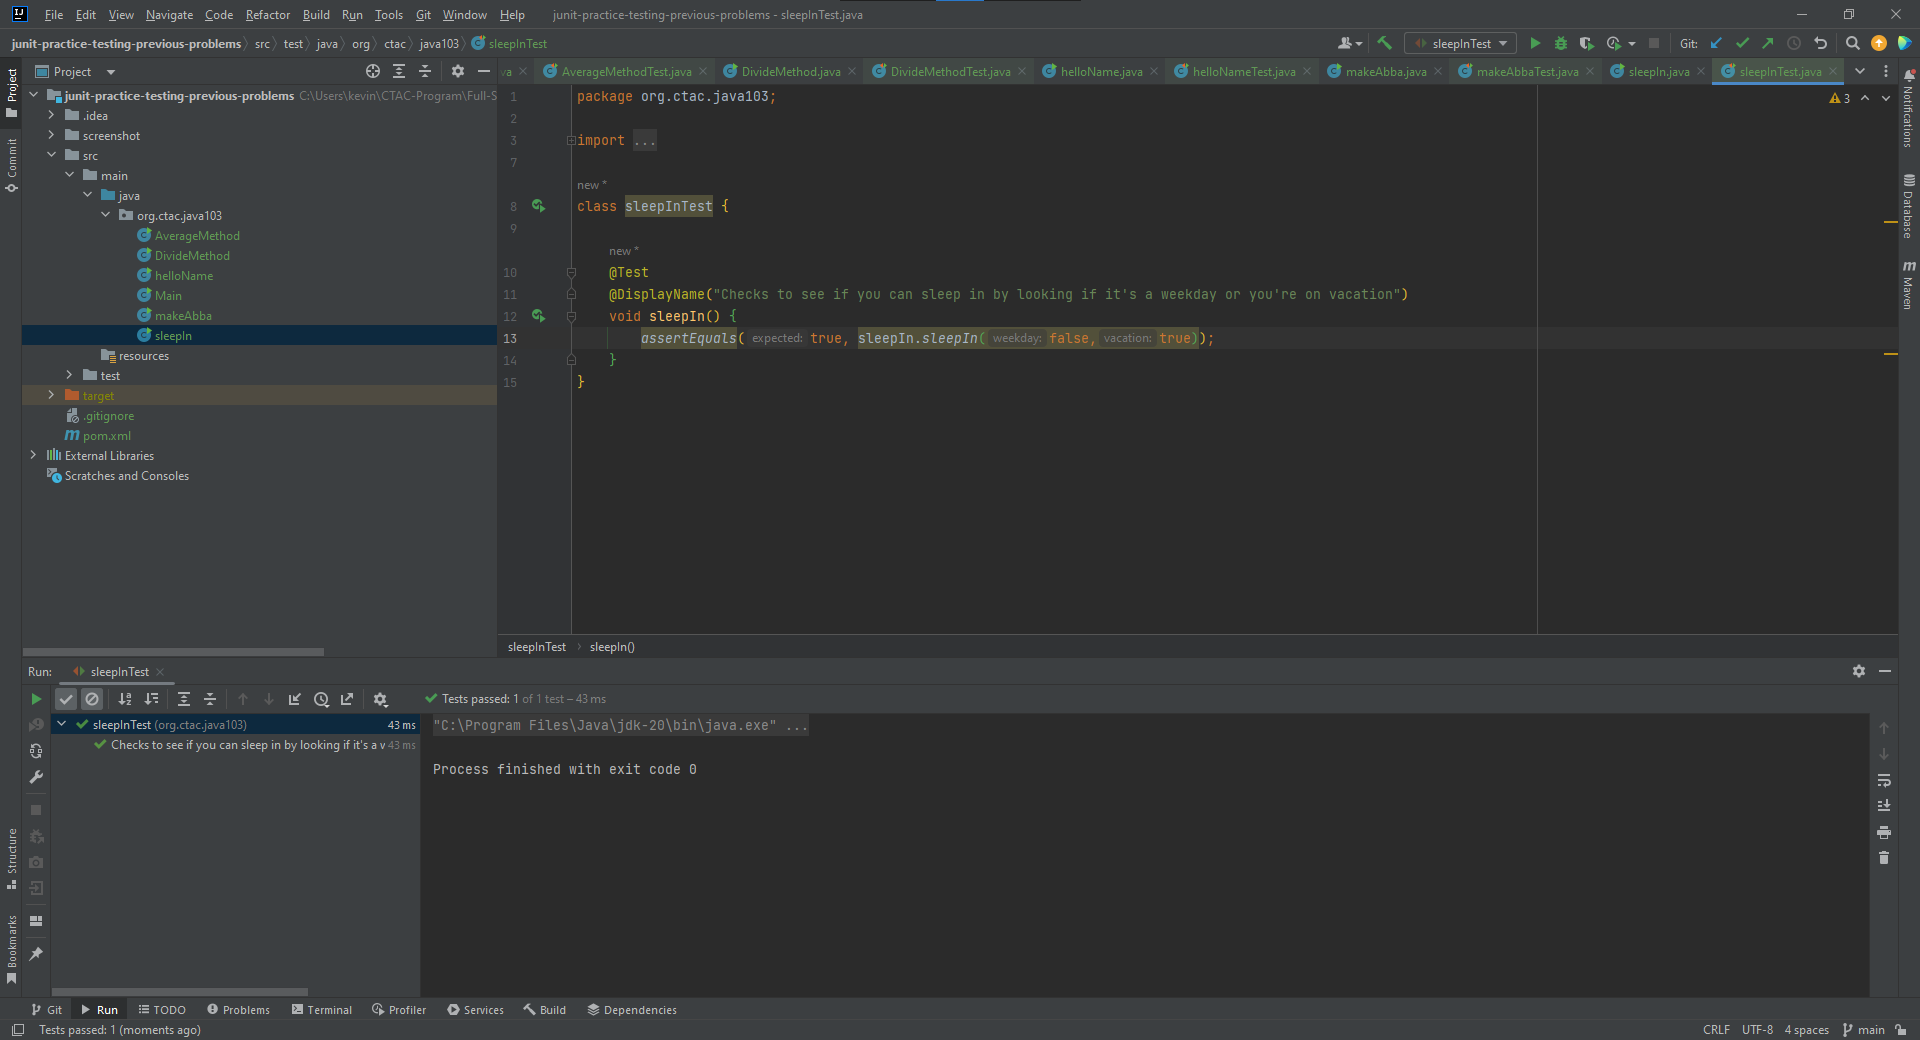 File Edit View Navigate Code Refactor Build Run Tools Git Window Help junit-practice-testing-previous-problems - sleepInTest.java
junit-practice-testing-previous-problems src test java org ctac java103 sleepInTest
sleepInTest Git:
Project
va AverageMethodTest.java DivideMethod.java DivideMethodTest.java helloName.java helloNameTest.java makeAbba.java makeAbbaTest.java sleepIn.java sleepInTest.java
junit-practice-testing-previous-problems C:\Users\kevin\CTAC-Program\Full-S
.idea
screenshot
src
main
java
org.ctac.java103
AverageMethod
DivideMethod
helloName
Main
makeAbba
sleepIn
resources
test
target
.gitignore
pom.xml
External Libraries
Scratches and Consoles
1 package org.ctac.java103;
2
3 import ...
7
new *
8 class sleepInTest {
9
new *
10 @Test
11 @DisplayName("Checks to see if you can sleep in by looking if it's a weekday or you're on vacation")
12 void sleepIn() {
13 assertEquals( expected: true, sleepIn.sleepIn( weekday: false, vacation: true));
14 }
15 }
3
sleepInTest sleepIn()
Project
Commit
Structure
Bookmarks
Notifications
Database
m Maven
Run: sleepInTest
Tests passed: 1 of 1 test – 43 ms
sleepInTest (org.ctac.java103) 43 ms
Checks to see if you can sleep in by looking if it's a v 43 ms
"C:\Program Files\Java\jdk-20\bin\java.exe" ...
Process finished with exit code 0
Git Run TODO Problems Terminal Profiler Services Build Dependencies
Tests passed: 1 (moments ago)
CRLF UTF-8 4 spaces main